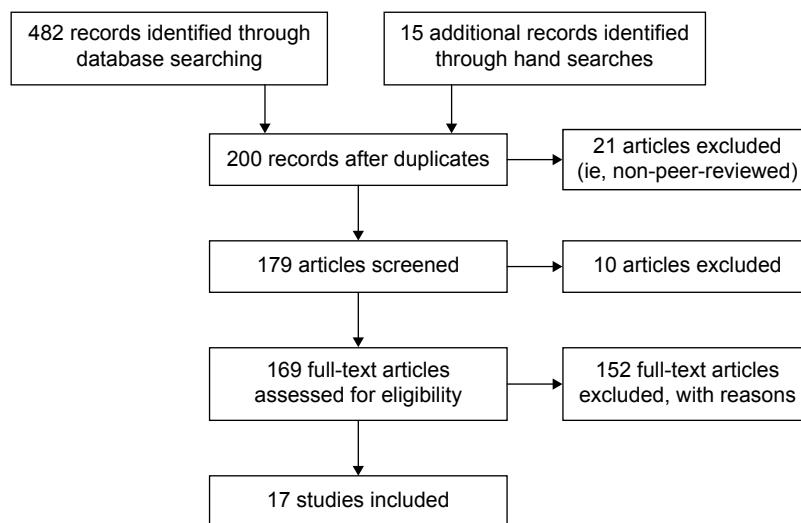 482 records identified through
database searching
15 additional records identified
through hand searches
200 records after duplicates
21 articles excluded
(ie, non-peer-reviewed)
179 articles screened
10 articles excluded
169 full-text articles
assessed for eligibility
152 full-text articles
excluded, with reasons
17 studies included